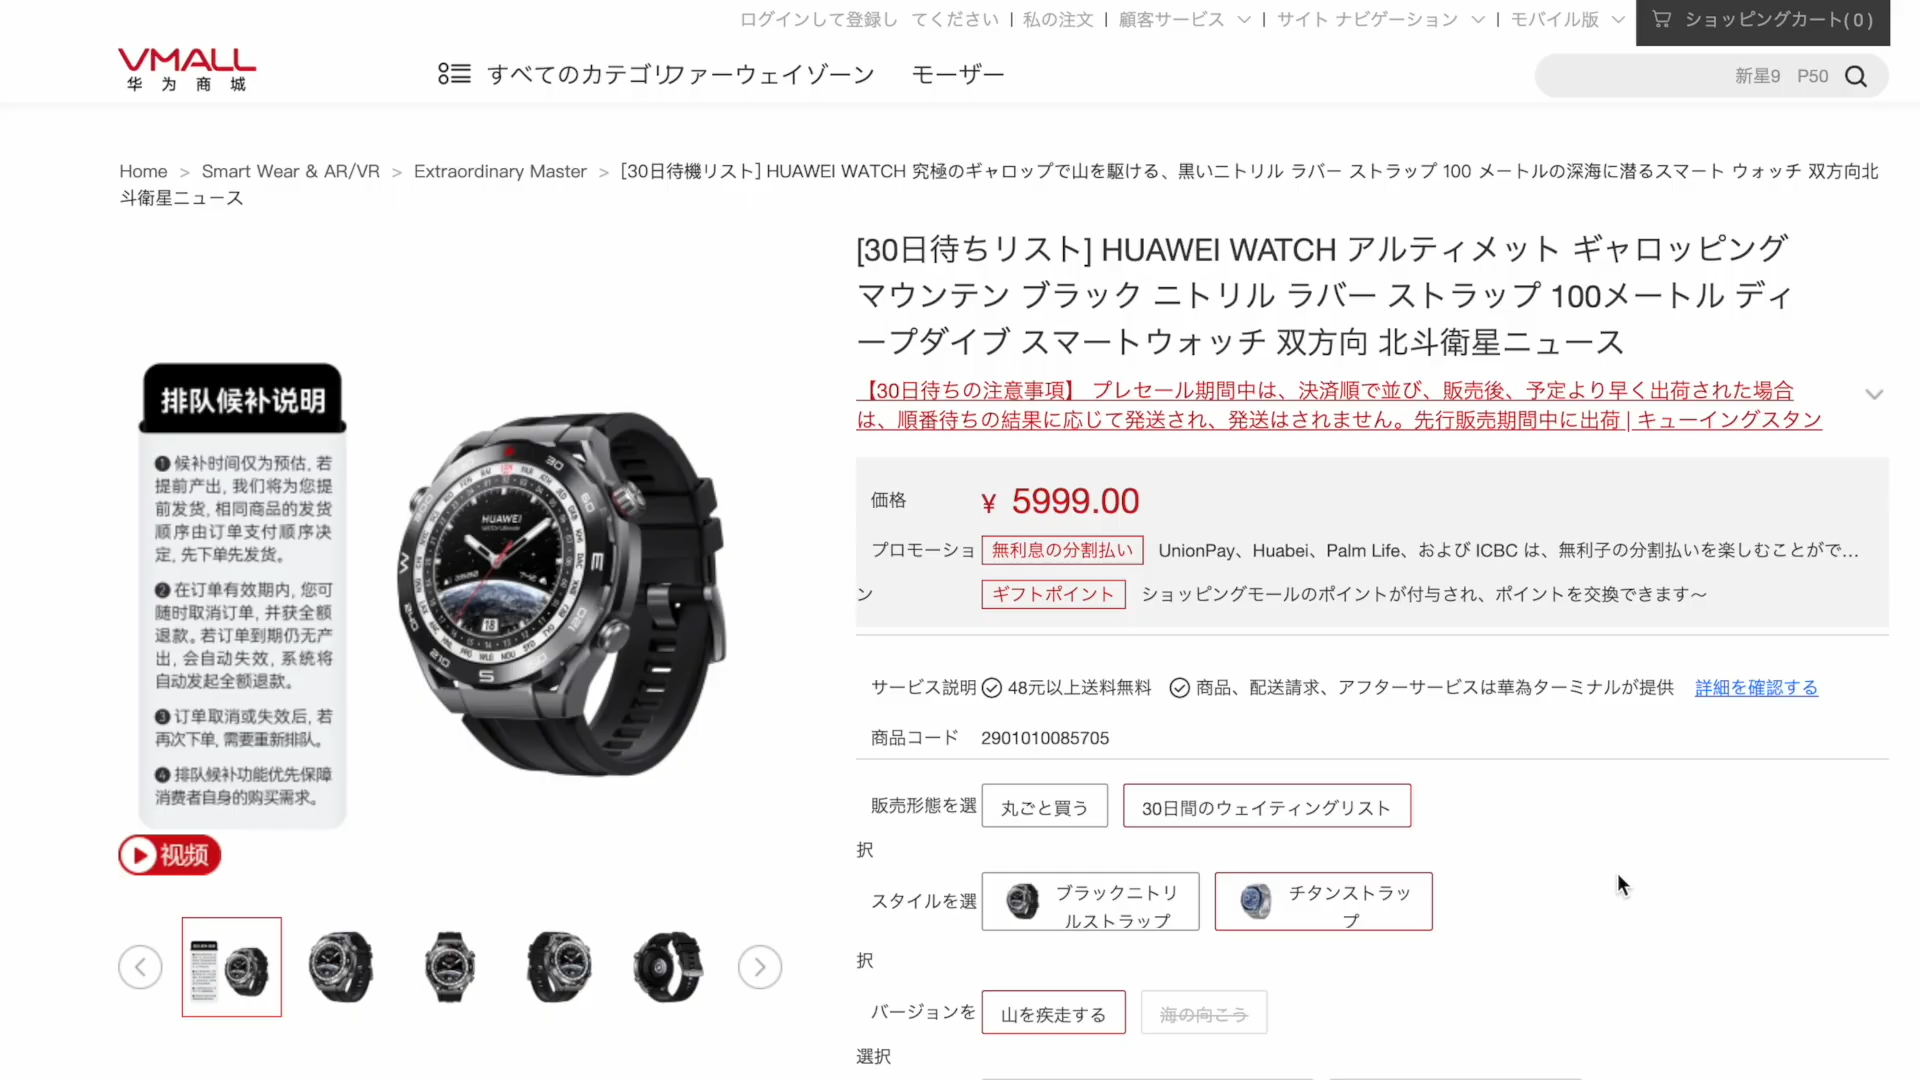 ログインして登録し てください
私の注文
顧客サービス
サイト ナビゲーション
モバイル版
ショッピングカート( 0 )
VMALL
华为商城
すべてのカテゴリファーウェイゾーン
モーザー
新星9 P50
Home > Smart Wear & AR/VR > Extraordinary Master > [30日待機リスト] HUAWEI WATCH 究極のギャロップで山を駆ける、黒いニトリル ラバー ストラップ 100 メートルの深海に潜るスマート ウォッチ 双方向北
斗衛星ニュース
[30日待ちリスト] HUAWEI WATCH アルティメット ギャロッピング
マウンテン ブラック ニトリル ラバー ストラップ 100メートル ディ
ープダイブ スマートウォッチ 双方向 北斗衛星ニュース
【30日待ちの注意事項】 プレセール期間中は、決済順で並び、販売後、予定より早く出荷された場合
は、順番待ちの結果に応じて発送され、発送はされません。先行販売期間中に出荷 | キューイングスタン
排队候补说明
❶候补时间仅为预估, 若
提前产出, 我们将为您提
前发货, 相同商品的发货
顺序由订单支付顺序决
定, 先下单先发货。
❷在订单有效期内, 您可
随时取消订单, 并获全额
退款。若订单到期仍无产
出, 会自动失效, 系统将
自动发起全额退款。
❸订单取消或失效后, 若
再次下单, 需要重新排队。
❹排队候补功能优先保障
消费者自身的购买需求。
HUAWEI
18
视频
価格
¥ 5999.00
プロモーショ
ン
無利息の分割払い
UnionPay、Huabei、Palm Life、および ICBC は、無利子の分割払いを楽しむことがで...
ギフトポイント
ショッピングモールのポイントが付与され、ポイントを交換できます〜
サービス説明
48元以上送料無料
商品、配送請求、アフターサービスは華為ターミナルが提供
詳細を確認する
商品コード
2901010085705
販売形態を選
択
丸ごと買う
30日間のウェイティングリスト
スタイルを選
択
ブラックニトリ
ルストラップ
チタンストラッ
プ
バージョンを
選択
山を疾走する
海の向こう